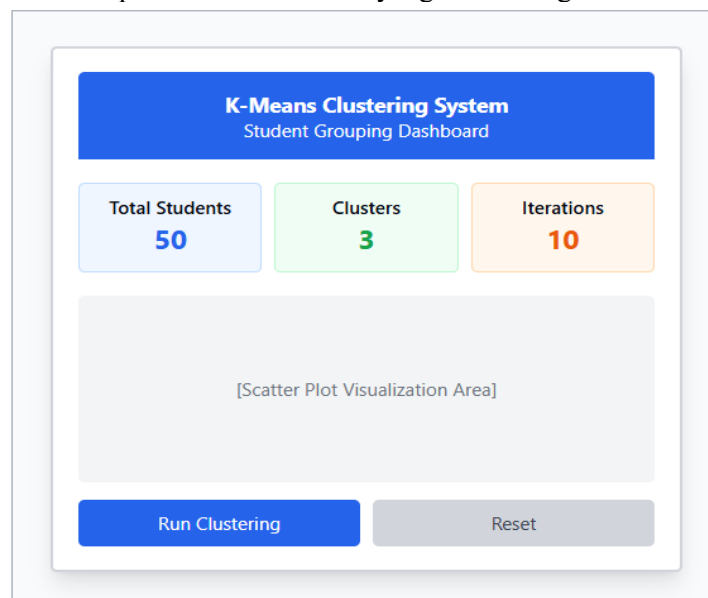 K-Means Clustering System
Student Grouping Dashboard
Total Students
50
Clusters
3
Iterations
10
[Scatter Plot Visualization Area]
Run Clustering
Reset